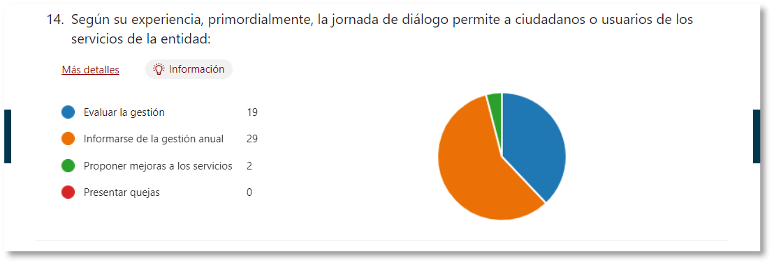 14. Según su experiencia, primordialmente, la jornada de diálogo permite a ciudadanos o usuarios de los
servicios de la entidad:
Más detalles Información
Evaluar la gestión 19
Informarse de la gestión anual 29
Proponer mejoras a los servicios 2
Presentar quejas 0